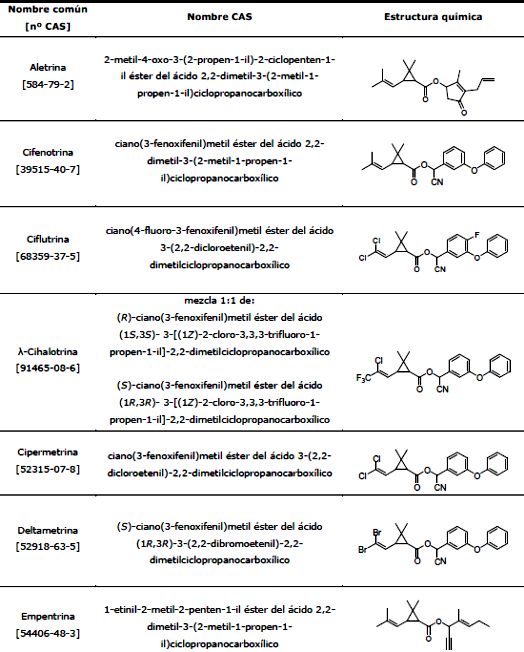 Nombre común
[nº CAS]
Nombre CAS
Estructura química
Aletrina
[584-79-2]
2-metil-4-oxo-3-(2-propen-1-il)-2-ciclopenten-1-
il éster del ácido 2,2-dimetil-3-(2-metil-1-
propen-1-il)ciclopropanocarboxílico
O
O
O
Cifenotrina
[39515-40-7]
ciano(3-fenoxifenil)metil éster del ácido 2,2-
dimetil-3-(2-metil-1-propen-1-
il)ciclopropanocarboxílico
O
O
CN
O
Ciflutrina
[68359-37-5]
ciano(4-fluoro-3-fenoxifenil)metil éster del ácido
3-(2,2-dicloroetenil)-2,2-
dimetilciclopropanocarboxílico
Cl
Cl
O
O
CN
F
O
λ-Cihalotrina
[91465-08-6]
mezcla 1:1 de:
(R)-ciano(3-fenoxifenil)metil éster del ácido
(1S,3S)- 3-[(1Z)-2-cloro-3,3,3-trifluoro-1-
propen-1-il]-2,2-dimetilciclopropanocarboxílico
(S)-ciano(3-fenoxifenil)metil éster del ácido
(1R,3R)- 3-[(1Z)-2-cloro-3,3,3-trifluoro-1-
propen-1-il]-2,2-dimetilciclopropanocarboxílico
Cl
F3C
O
O
CN
O
Cipermetrina
[52315-07-8]
ciano(3-fenoxifenil)metil éster del ácido 3-(2,2-
dicloroetenil)-2,2-dimetilciclopropanocarboxílico
Cl
Cl
O
O
CN
O
Deltametrina
[52918-63-5]
(S)-ciano(3-fenoxifenil)metil éster del ácido
(1R,3R)-3-(2,2-dibromoetenil)-2,2-
dimetilciclopropanocarboxílico
Br
Br
O
O
CN
O
Empentrina
[54406-48-3]
1-etinil-2-metil-2-penten-1-il éster del ácido 2,2-
dimetil-3-(2-metil-1-propen-1-
il)ciclopropanocarboxílico
O
O